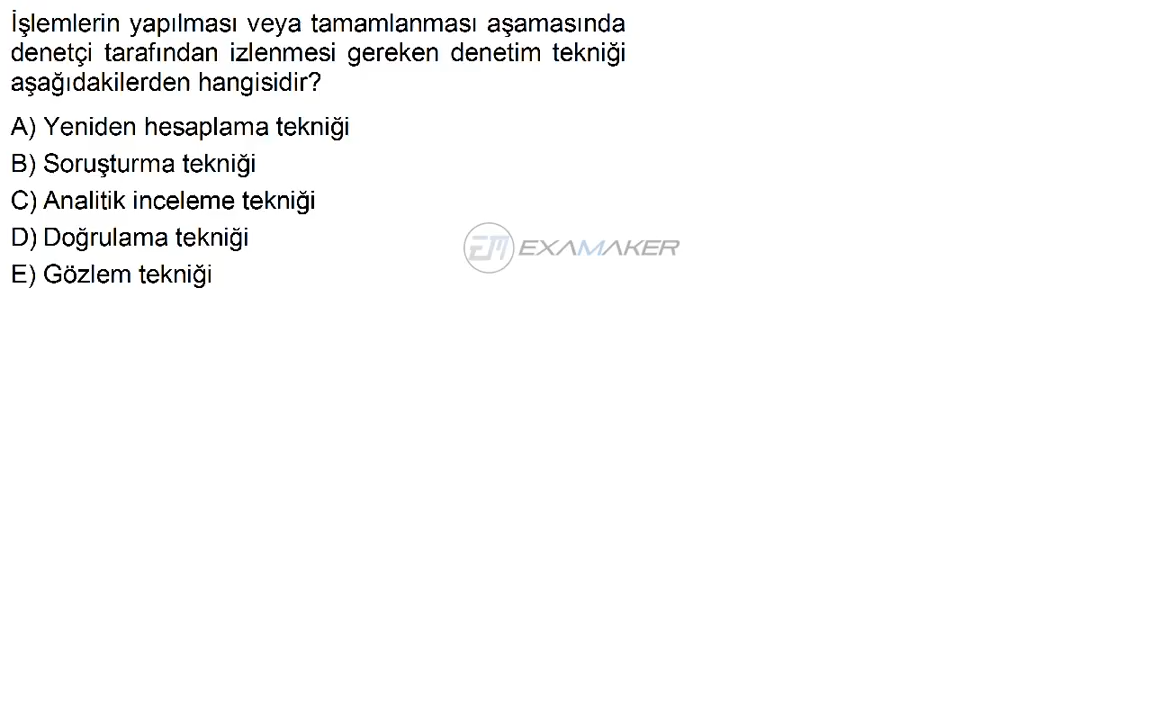 İşlemlerin yapılması veya tamamlanması aşamasında
denetçi tarafından izlenmesi gereken denetim tekniği
aşağıdakilerden hangisidir?
A) Yeniden hesaplama tekniği
B) Soruşturma tekniği
C) Analitik inceleme tekniği
D) Doğrulama tekniği
EM EXAMAKER
E) Gözlem tekniği